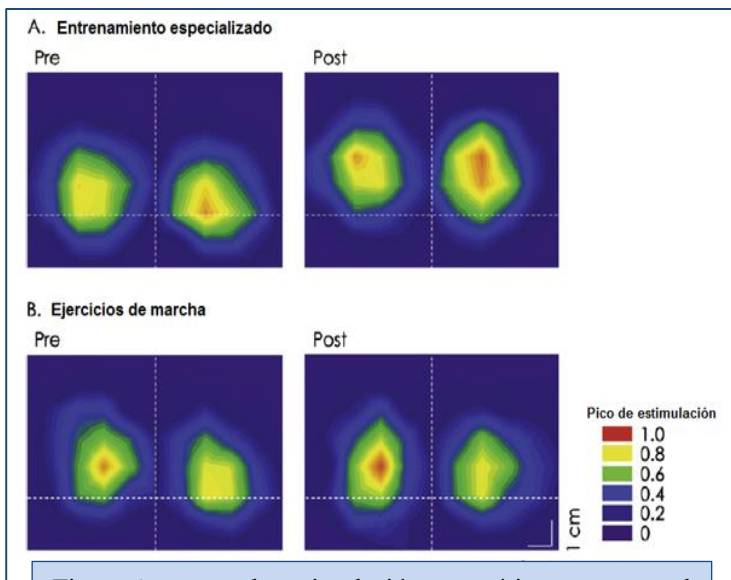 A. Entrenamiento especializado
Pre
Post
B. Ejercicios de marcha
Pre
Post
Pico de estimulación
1.0
0.8
0.6
0.4
0.2
0
1 cm